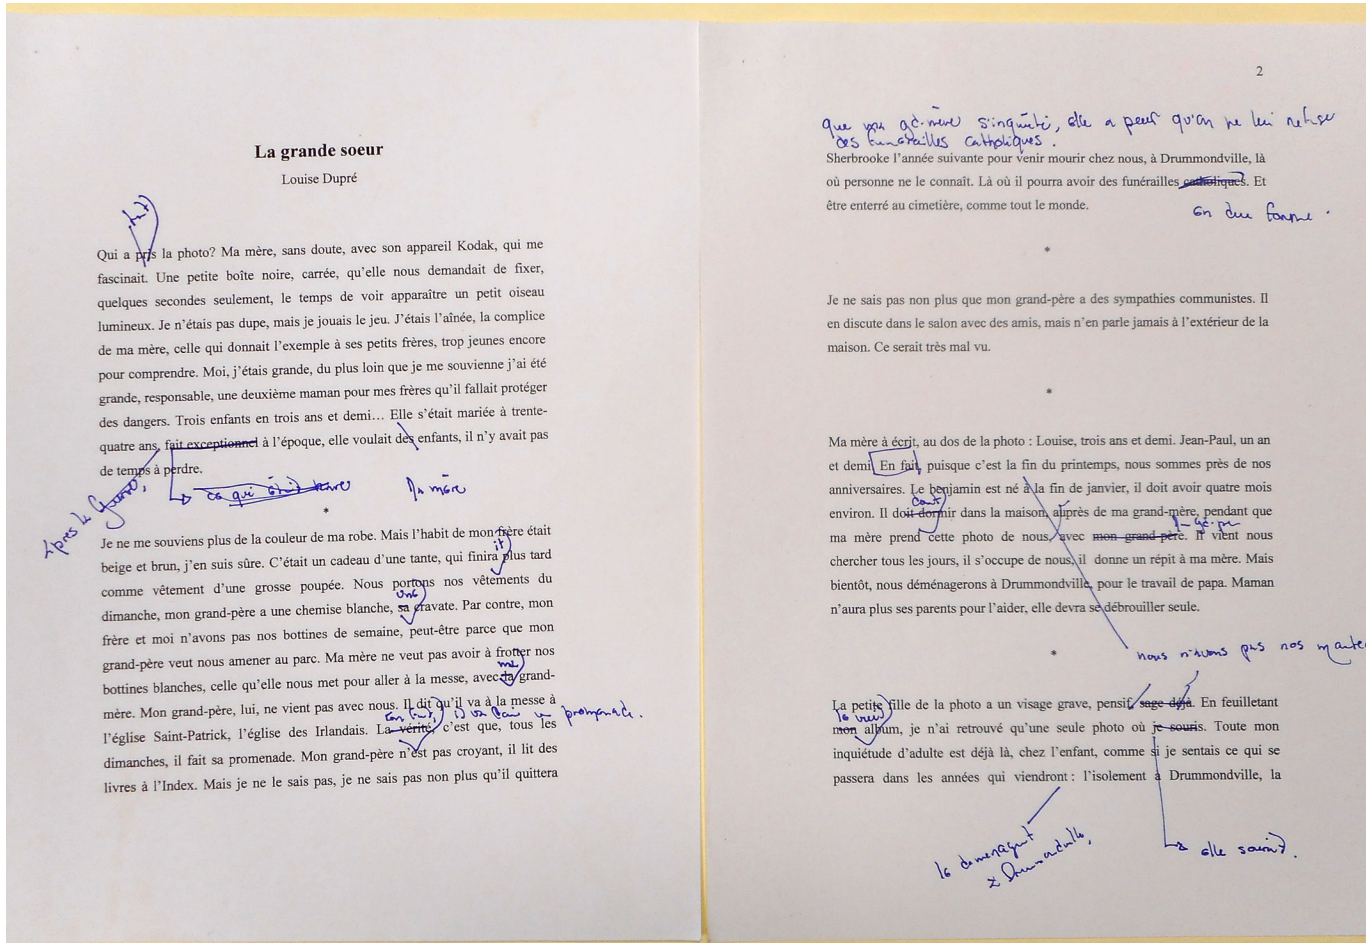 La grande soeur
Louise Dupré
Qui a pris la photo? Ma mère, sans doute, avec son appareil Kodak, qui me
fascinait. Une petite boîte noire, carrée, qu'elle nous demandait de fixer,
quelques secondes seulement, le temps de voir apparaître un petit oiseau
lumineux. Je n'étais pas dupe, mais je jouais le jeu. J'étais l'aînée, la complice
de ma mère, celle qui donnait l'exemple à ses petits frères, trop jeunes encore
pour comprendre. Moi, j'étais grande, du plus loin que je me souvienne j'ai été
grande, responsable, une deuxième maman pour mes frères qu'il fallait protéger
des dangers. Trois enfants en trois ans et demi… Elle s'était mariée à trente-
quatre ans, fait exceptionnel à l'époque, elle voulait des enfants, il n'y avait pas
de temps à perdre.
ce qui était
Ma mère
*
Je ne me souviens plus de la couleur de ma robe. Mais l'habit de mon frère était
beige et brun, j'en suis sûre. C'était un cadeau d'une tante, qui finira plus tard
it
comme vêtement d'une grosse poupée. Nous portons nos vêtements du
une
dimanche, mon grand-père a une chemise blanche, sa cravate. Par contre, mon
frère et moi n'avons pas nos bottines de semaine, peut-être parce que mon
grand-père veut nous amener au parc. Ma mère ne veut pas avoir à frotter nos
ma
bottines blanches, celle qu'elle nous met pour aller à la messe, avec la grand-
mère. Mon grand-père, lui, ne vient pas avec nous. Il dit qu'il va à la messe à
promenade.
l'église Saint-Patrick, l'église des Irlandais. La vérité, c'est que, tous les
dimanches, il fait sa promenade. Mon grand-père n'est pas croyant, il lit des
livres à l'Index. Mais je ne le sais pas, je ne sais pas non plus qu'il quittera
2
que ma gd-mère s'inquiète, elle a peur qu'on ne lui refuse
des funérailles catholiques.
Sherbrooke l'année suivante pour venir mourir chez nous, à Drummondville, là
où personne ne le connaît. Là où il pourra avoir des funérailles catholiques. Et
être enterré au cimetière, comme tout le monde.
en due forme.
*
Je ne sais pas non plus que mon grand-père a des sympathies communistes. Il
en discute dans le salon avec des amis, mais n'en parle jamais à l'extérieur de la
maison. Ce serait très mal vu.
*
Ma mère à écrit, au dos de la photo : Louise, trois ans et demi. Jean-Paul, un an
et demi. En fait, puisque c'est la fin du printemps, nous sommes près de nos
anniversaires. Le benjamin est né à la fin de janvier, il doit avoir quatre mois
environ. Il doit dormir dans la maison, auprès de ma grand-mère, pendant que
ma mère prend cette photo de nous, avec mon grand-père. Il vient nous
chercher tous les jours, il s'occupe de nous, il donne un répit à ma mère. Mais
bientôt, nous déménagerons à Drummondville, pour le travail de papa. Maman
n'aura plus ses parents pour l'aider, elle devra se débrouiller seule.
nous n'avons pas nos mante
*
La petite fille de la photo a un visage grave, pensif, sage déjà. En feuilletant
le vieil
mon album, je n'ai retrouvé qu'une seule photo où je souris. Toute mon
inquiétude d'adulte est déjà là, chez l'enfant, comme si je sentais ce qui se
passera dans les années qui viendront : l'isolement à Drummondville, la
le déménagement
à Drummondville,
elle sourit.